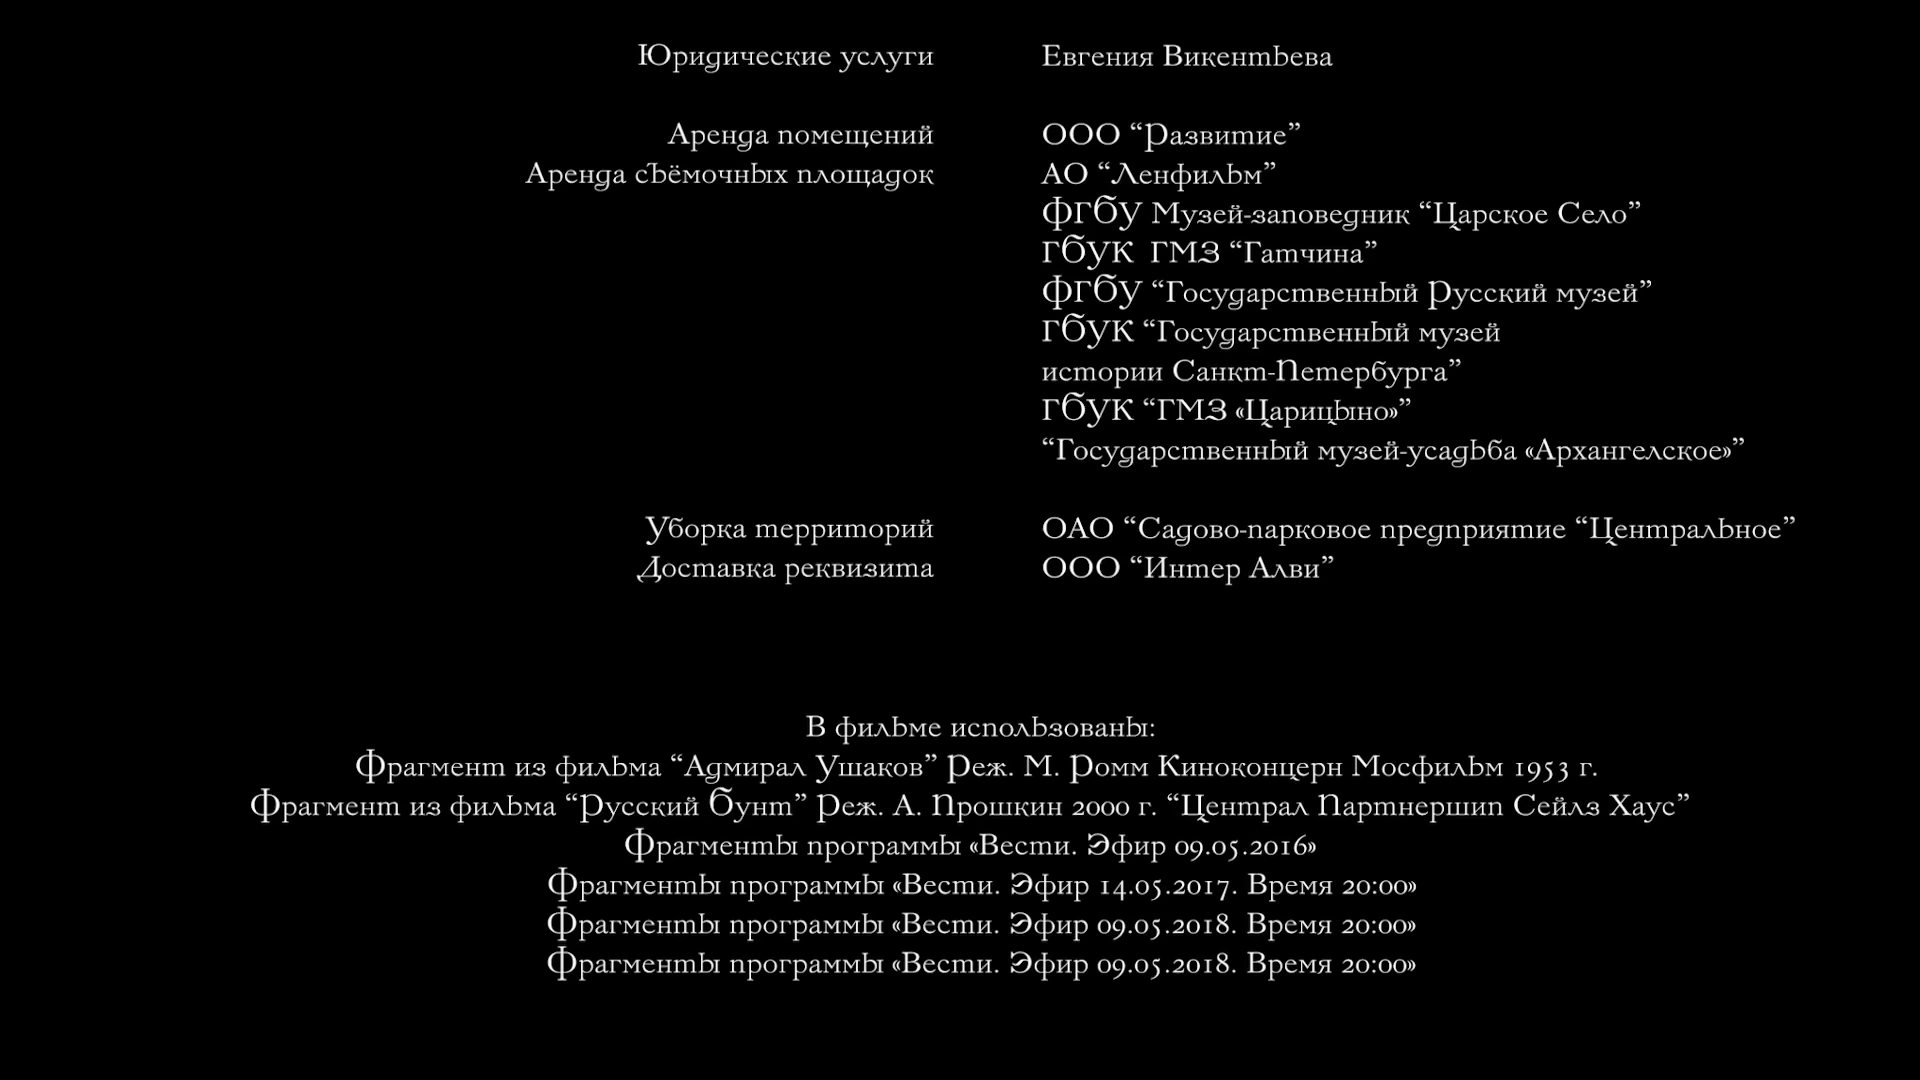 Юридические услуги Евгения Викентьева
Аренда помещений ООО “Развитие”
Аренда съёмочных площадок АО “Ленфильм”
ФГБУ Музей-заповедник “Царское Село”
ГБУК ГМЗ “Гатчина”
ФГБУ “Государственный Русский музей”
ГБУК “Государственный музей
истории Санкт-Петербурга”
ГБУК “ГМЗ «Царицыно»”
“Государственный музей-усадьба «Архангелское»”
Уборка территорий ОАО “Садово-парковое предприятие “Центральное”
Доставка реквизита ООО “Интер Алви”
В фильме использованы:
Фрагмент из фильма “Адмирал Ушаков” Реж. М. Ромм Киноконцерн Мосфильм 1953 г.
Фрагмент из фильма “Русский Бунт” Реж. А. Прошкин 2000 г. “Централ Партнершип Сейлз Хаус”
Фрагменты программы «Вести. Эфир 09.05.2016»
Фрагменты программы «Вести. Эфир 14.05.2017. Время 20:00»
Фрагменты программы «Вести. Эфир 09.05.2018. Время 20:00»
Фрагменты программы «Вести. Эфир 09.05.2018. Время 20:00»